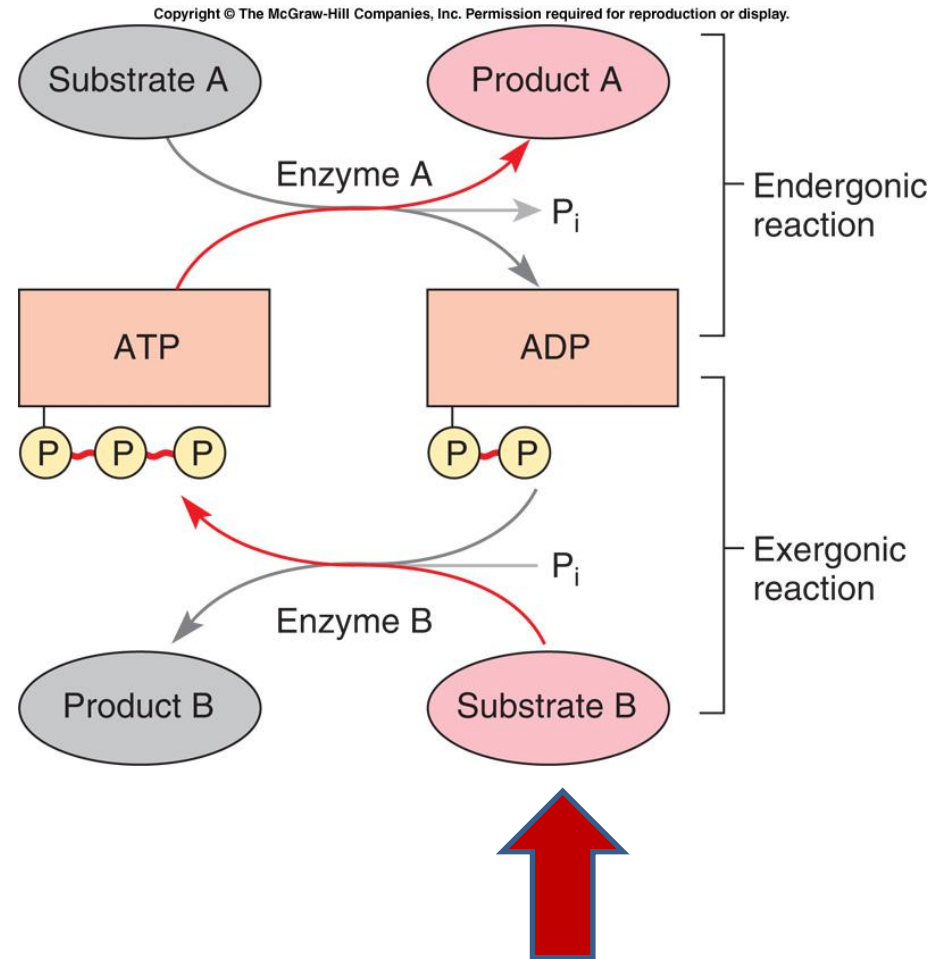 Copyright © The McGraw-Hill Companies, Inc. Permission required for reproduction or display.
Substrate A
Product A
Enzyme A
Pi
Endergonic
reaction
ATP
ADP
P P P
P P
Pi
Exergonic
reaction
Enzyme B
Product B
Substrate B